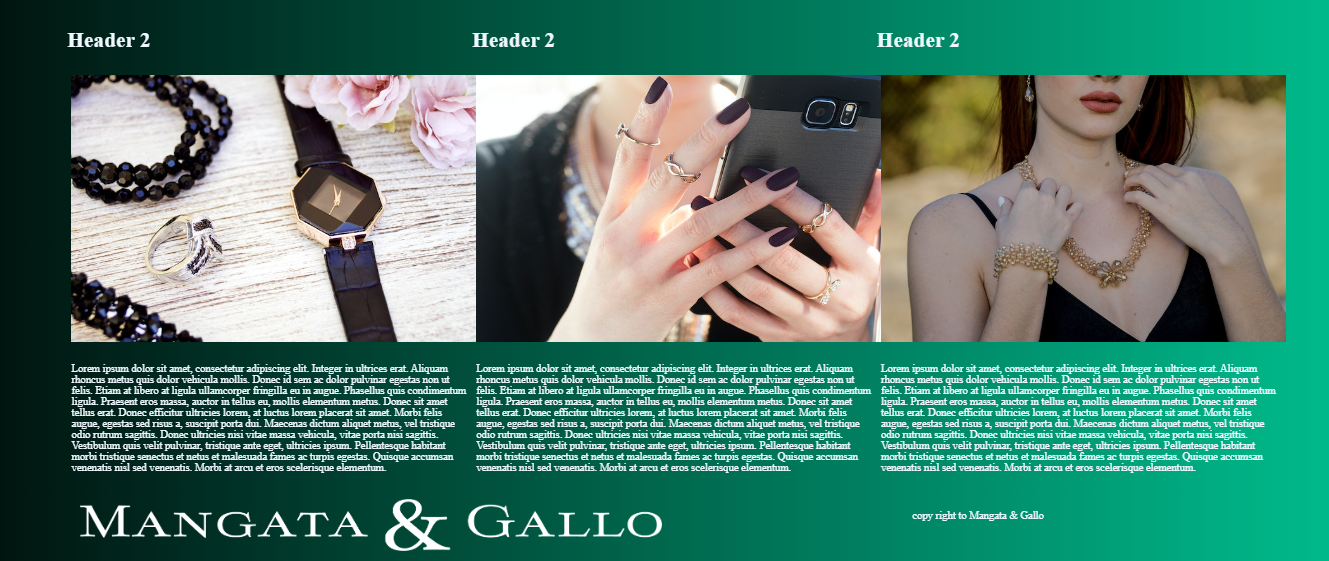 Header 2
Header 2
Header 2
Lorem ipsum dolor sit amet, consectetur adipiscing elit. Integer in ultrices erat. Aliquam
rhoncus metus quis dolor vehicula mollis. Donec id sem ac dolor pulvinar egestas non ut
felis. Etiam at libero at ligula ullamcorper fringilla eu in augue. Phasellus quis condimentum
ligula. Praesent eros massa, auctor in tellus eu, mollis elementum metus. Donec sit amet
tellus erat. Donec efficitur ultricies lorem, at luctus lorem placerat sit amet. Morbi felis
augue, egestas sed risus a, suscipit porta dui. Maecenas dictum aliquet metus, vel tristique
odio rutrum sagittis. Donec ultricies nisi vitae massa vehicula, vitae porta nisi sagittis.
Vestibulum quis velit pulvinar, tristique ante eget, ultricies ipsum. Pellentesque habitant
morbi tristique senectus et netus et malesuada fames ac turpis egestas. Quisque accumsan
venenatis nisl sed venenatis. Morbi at arcu et eros scelerisque elementum.
Lorem ipsum dolor sit amet, consectetur adipiscing elit. Integer in ultrices erat. Aliquam
rhoncus metus quis dolor vehicula mollis. Donec id sem ac dolor pulvinar egestas non ut
felis. Etiam at libero at ligula ullamcorper fringilla eu in augue. Phasellus quis condimentum
ligula. Praesent eros massa, auctor in tellus eu, mollis elementum metus. Donec sit amet
tellus erat. Donec efficitur ultricies lorem, at luctus lorem placerat sit amet. Morbi felis
augue, egestas sed risus a, suscipit porta dui. Maecenas dictum aliquet metus, vel tristique
odio rutrum sagittis. Donec ultricies nisi vitae massa vehicula, vitae porta nisi sagittis.
Vestibulum quis velit pulvinar, tristique ante eget, ultricies ipsum. Pellentesque habitant
morbi tristique senectus et netus et malesuada fames ac turpis egestas. Quisque accumsan
venenatis nisl sed venenatis. Morbi at arcu et eros scelerisque elementum.
Lorem ipsum dolor sit amet, consectetur adipiscing elit. Integer in ultrices erat. Aliquam
rhoncus metus quis dolor vehicula mollis. Donec id sem ac dolor pulvinar egestas non ut
felis. Etiam at libero at ligula ullamcorper fringilla eu in augue. Phasellus quis condimentum
ligula. Praesent eros massa, auctor in tellus eu, mollis elementum metus. Donec sit amet
tellus erat. Donec efficitur ultricies lorem, at luctus lorem placerat sit amet. Morbi felis
augue, egestas sed risus a, suscipit porta dui. Maecenas dictum aliquet metus, vel tristique
odio rutrum sagittis. Donec ultricies nisi vitae massa vehicula, vitae porta nisi sagittis.
Vestibulum quis velit pulvinar, tristique ante eget, ultricies ipsum. Pellentesque habitant
morbi tristique senectus et netus et malesuada fames ac turpis egestas. Quisque accumsan
venenatis nisl sed venenatis. Morbi at arcu et eros scelerisque elementum.
MANGATA & GALLO
copy right to Mangata & Gallo